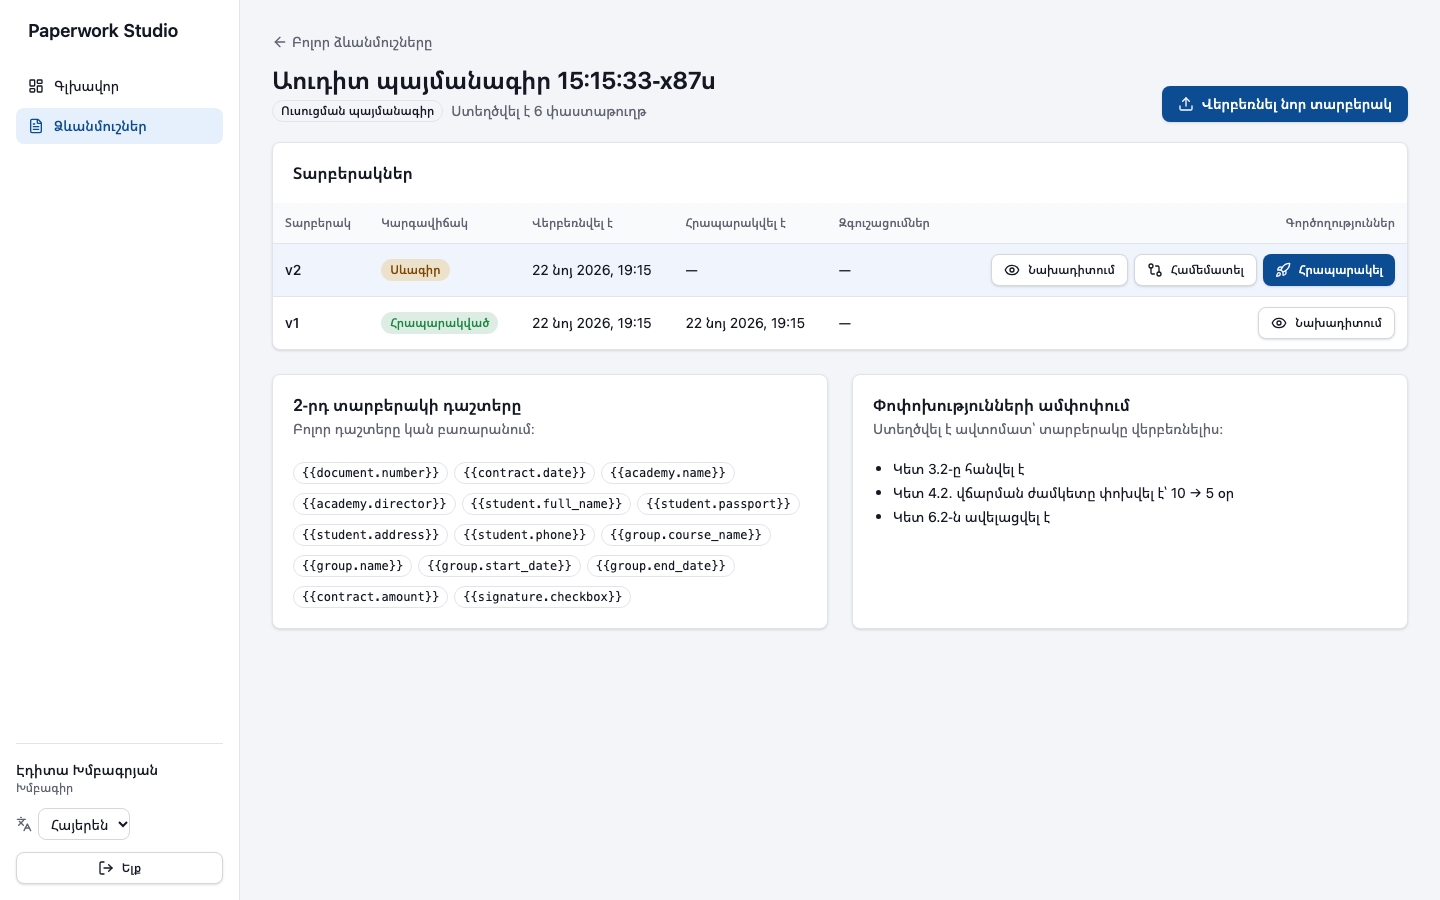 Paperwork Studio
Գլխավոր
Ձևանմուշներ
Էդիտա Խմբագրյան
Խմբագիր
Հայերեն
Ելք
Բոլոր ձևանմուշները
Աուդիտ պայմանագիր 15:15:33-x87u
Ուսուցման պայմանագիր Ստեղծվել է 6 փաստաթուղթ
Վերբեռնել նոր տարբերակ
Տարբերակներ
Տարբերակ Կարգավիճակ Վերբեռնվել է Հրապարակվել է Զգուշացումներ Գործողություններ
v2 Սևագիր 22 նոյ 2026, 19:15 — — Նախադիտում Համեմատել Հրապարակել
v1 Հրապարակված 22 նոյ 2026, 19:15 22 նոյ 2026, 19:15 — Նախադիտում
2-րդ տարբերակի դաշտերը
Բոլոր դաշտերը կան բառարանում:
{{document.number}} {{contract.date}} {{academy.name}}
{{academy.director}} {{student.full_name}} {{student.passport}}
{{student.address}} {{student.phone}} {{group.course_name}}
{{group.name}} {{group.start_date}} {{group.end_date}}
{{contract.amount}} {{signature.checkbox}}
Փոփոխությունների ամփոփում
Ստեղծվել է ավտոմատ՝ տարբերակը վերբեռնելիս:
• Կետ 3.2-ը հանվել է
• Կետ 4.2. վճարման ժամկետը փոխվել է՝ 10 → 5 օր
• Կետ 6.2-ն ավելացվել է